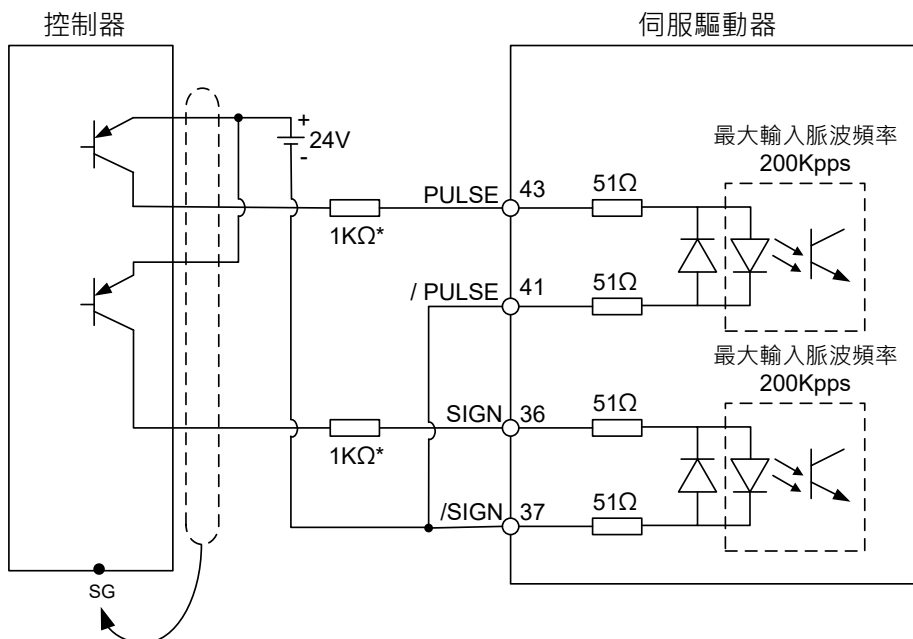 控制器
伺服驅動器
+
24V
-
最大輸入脈波頻率
200Kpps
PULSE
43
51Ω
1KΩ*
/ PULSE
41
51Ω
最大輸入脈波頻率
200Kpps
SIGN
36
51Ω
1KΩ*
/SIGN
37
51Ω
SG